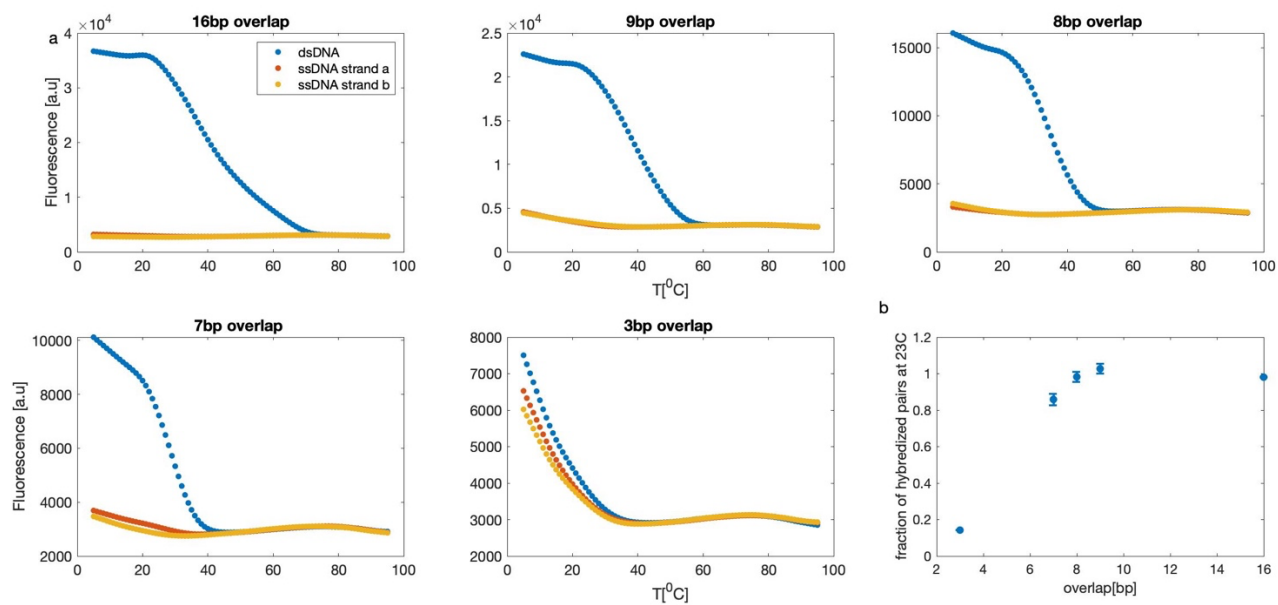 a
16bp overlap
×10⁴
Fluorescence [a.u]
4
3
2
1
0
dsDNA
ssDNA strand a
ssDNA strand b
0 20 40 60 80 100
9bp overlap
×10⁴
2.5
2
1.5
1
0.5
0
0 20 40 60 80 100
T[⁰C]
8bp overlap
15000
10000
5000
0
0 20 40 60 80 100
7bp overlap
Fluorescence [a.u]
10000
8000
6000
4000
2000
0 20 40 60 80 100
3bp overlap
8000
7000
6000
5000
4000
3000
2000
0 20 40 60 80 100
T[⁰C]
b
fraction of hybredized pairs at 23C
1.2
1
0.8
0.6
0.4
0.2
0
2 4 6 8 10 12 14 16
overlap[bp]